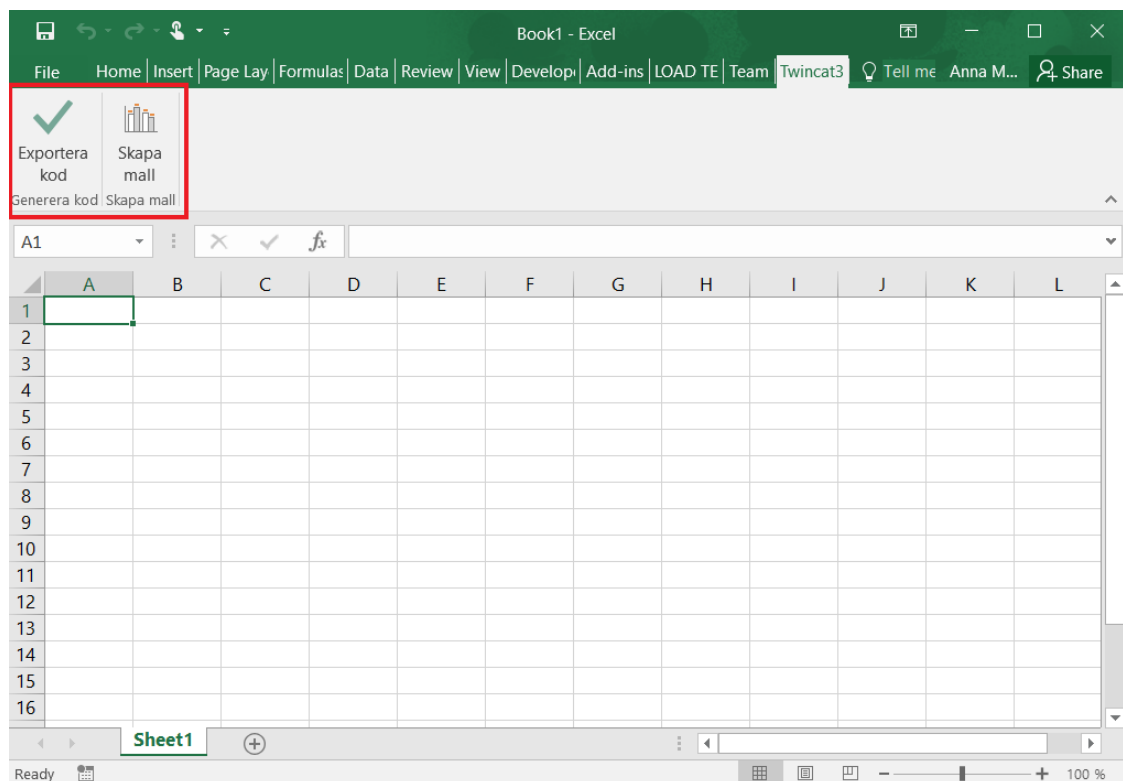 Book1 - Excel
File Home Insert Page Lay Formulas Data Review View Develop Add-ins LOAD TE Team Twincat3 Tell me Anna M... Share
Exportera kod
Skapa mall
Generera kod Skapa mall
A1 fx
A B C D E F G H I J K L
1
2
3
4
5
6
7
8
9
10
11
12
13
14
15
16
Sheet1
Ready 100 %